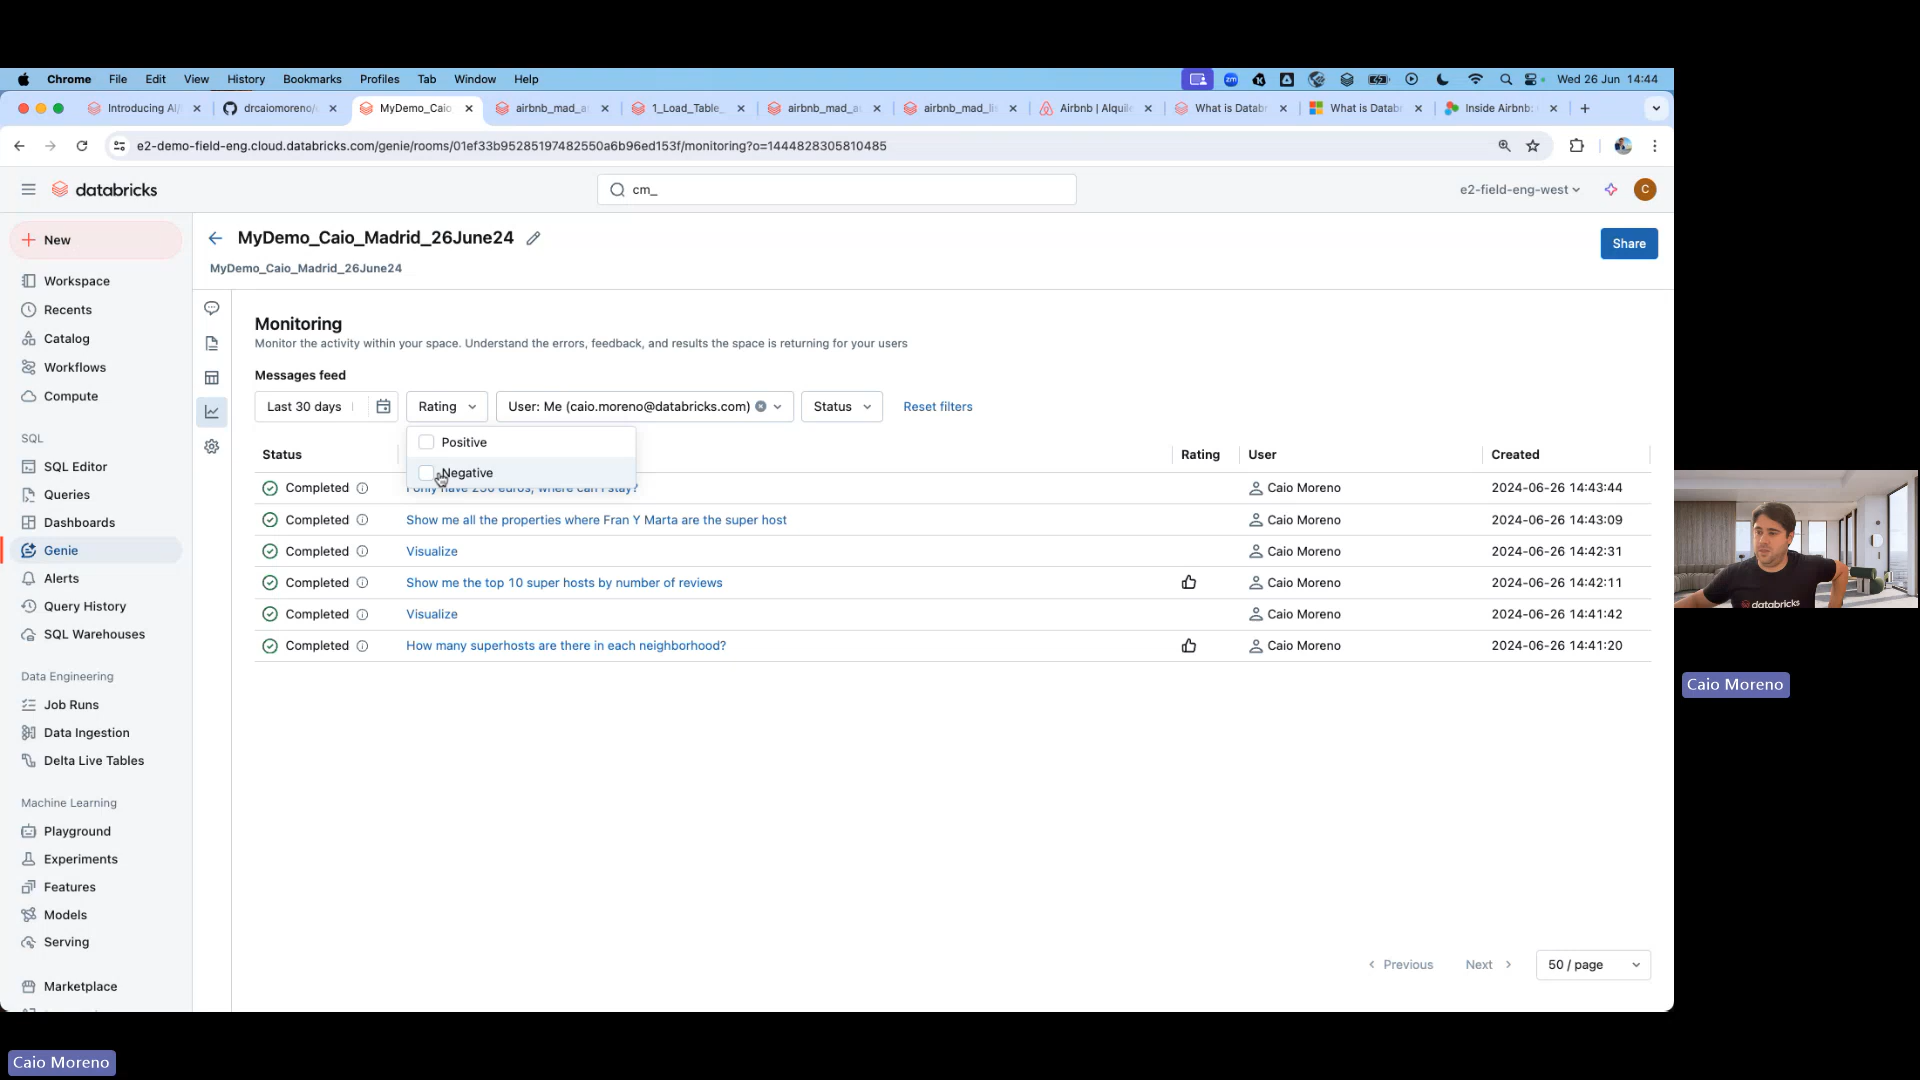 Chrome File Edit View History Bookmarks Profiles Tab Window Help
zm
Wed 26 Jun 14:44
Introducing AI/
drcaiomoreno/
MyDemo_Caio
airbnb_mad_a
1_Load_Table_
airbnb_mad_a
airbnb_mad_li
Airbnb | Alquile
What is Databr
What is Databr
Inside Airbnb:
e2-demo-field-eng.cloud.databricks.com/genie/rooms/01ef33b95285197482550a6b96ed153f/monitoring?o=1444828305810485
databricks
cm_
e2-field-eng-west
C
New
Workspace
Recents
Catalog
Workflows
Compute
SQL
SQL Editor
Queries
Dashboards
Genie
Alerts
Query History
SQL Warehouses
Data Engineering
Job Runs
Data Ingestion
Delta Live Tables
Machine Learning
Playground
Experiments
Features
Models
Serving
Marketplace
MyDemo_Caio_Madrid_26June24
MyDemo_Caio_Madrid_26June24
Share
Monitoring
Monitor the activity within your space. Understand the errors, feedback, and results the space is returning for your users
Messages feed
Last 30 days
Rating
User: Me (caio.moreno@databricks.com)
Status
Reset filters
Positive
Negative
Status Rating User Created
Completed I only have 250 euros, where can I stay? Caio Moreno 2024-06-26 14:43:44
Completed Show me all the properties where Fran Y Marta are the super host Caio Moreno 2024-06-26 14:43:09
Completed Visualize Caio Moreno 2024-06-26 14:42:31
Completed Show me the top 10 super hosts by number of reviews Caio Moreno 2024-06-26 14:42:11
Completed Visualize Caio Moreno 2024-06-26 14:41:42
Completed How many superhosts are there in each neighborhood? Caio Moreno 2024-06-26 14:41:20
Previous Next 50 / page
databricks
Caio Moreno
Caio Moreno